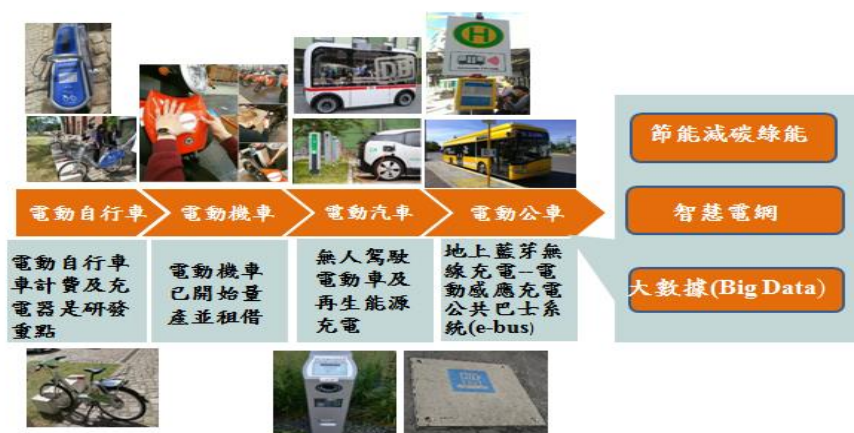 DB
H
電動自行車
電動機車
電動汽車
電動公車
電動自行車
車計費及充
電器是研發
重點
電動機車
已開始量
產並租借
無人駕駛
電動車及
再生能源
充電
地上藍芽無
線充電--電
動感應充電
公共巴士系
統(e-bus)
節能減碳綠能
智慧電網
大數據(Big Data)